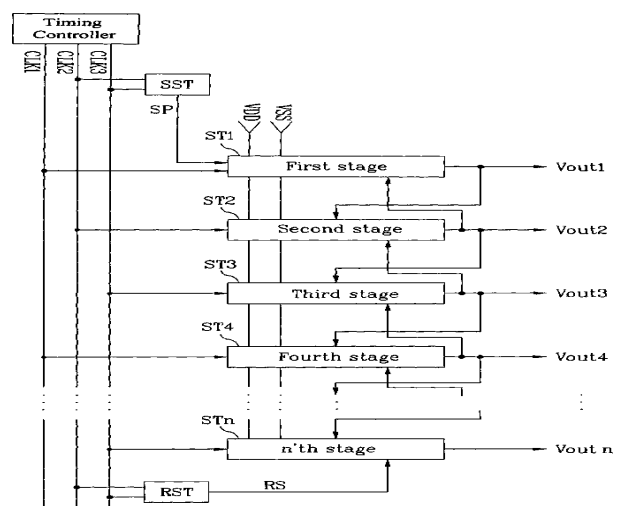 Timing
Controller
CLK1
CLK2
CLK3
SST
SP
VDD
VSS
ST1
First stage
Vout1
ST2
Second stage
Vout2
ST3
Third stage
Vout3
ST4
Fourth stage
Vout4
STn
n'th stage
Vout n
RST
RS